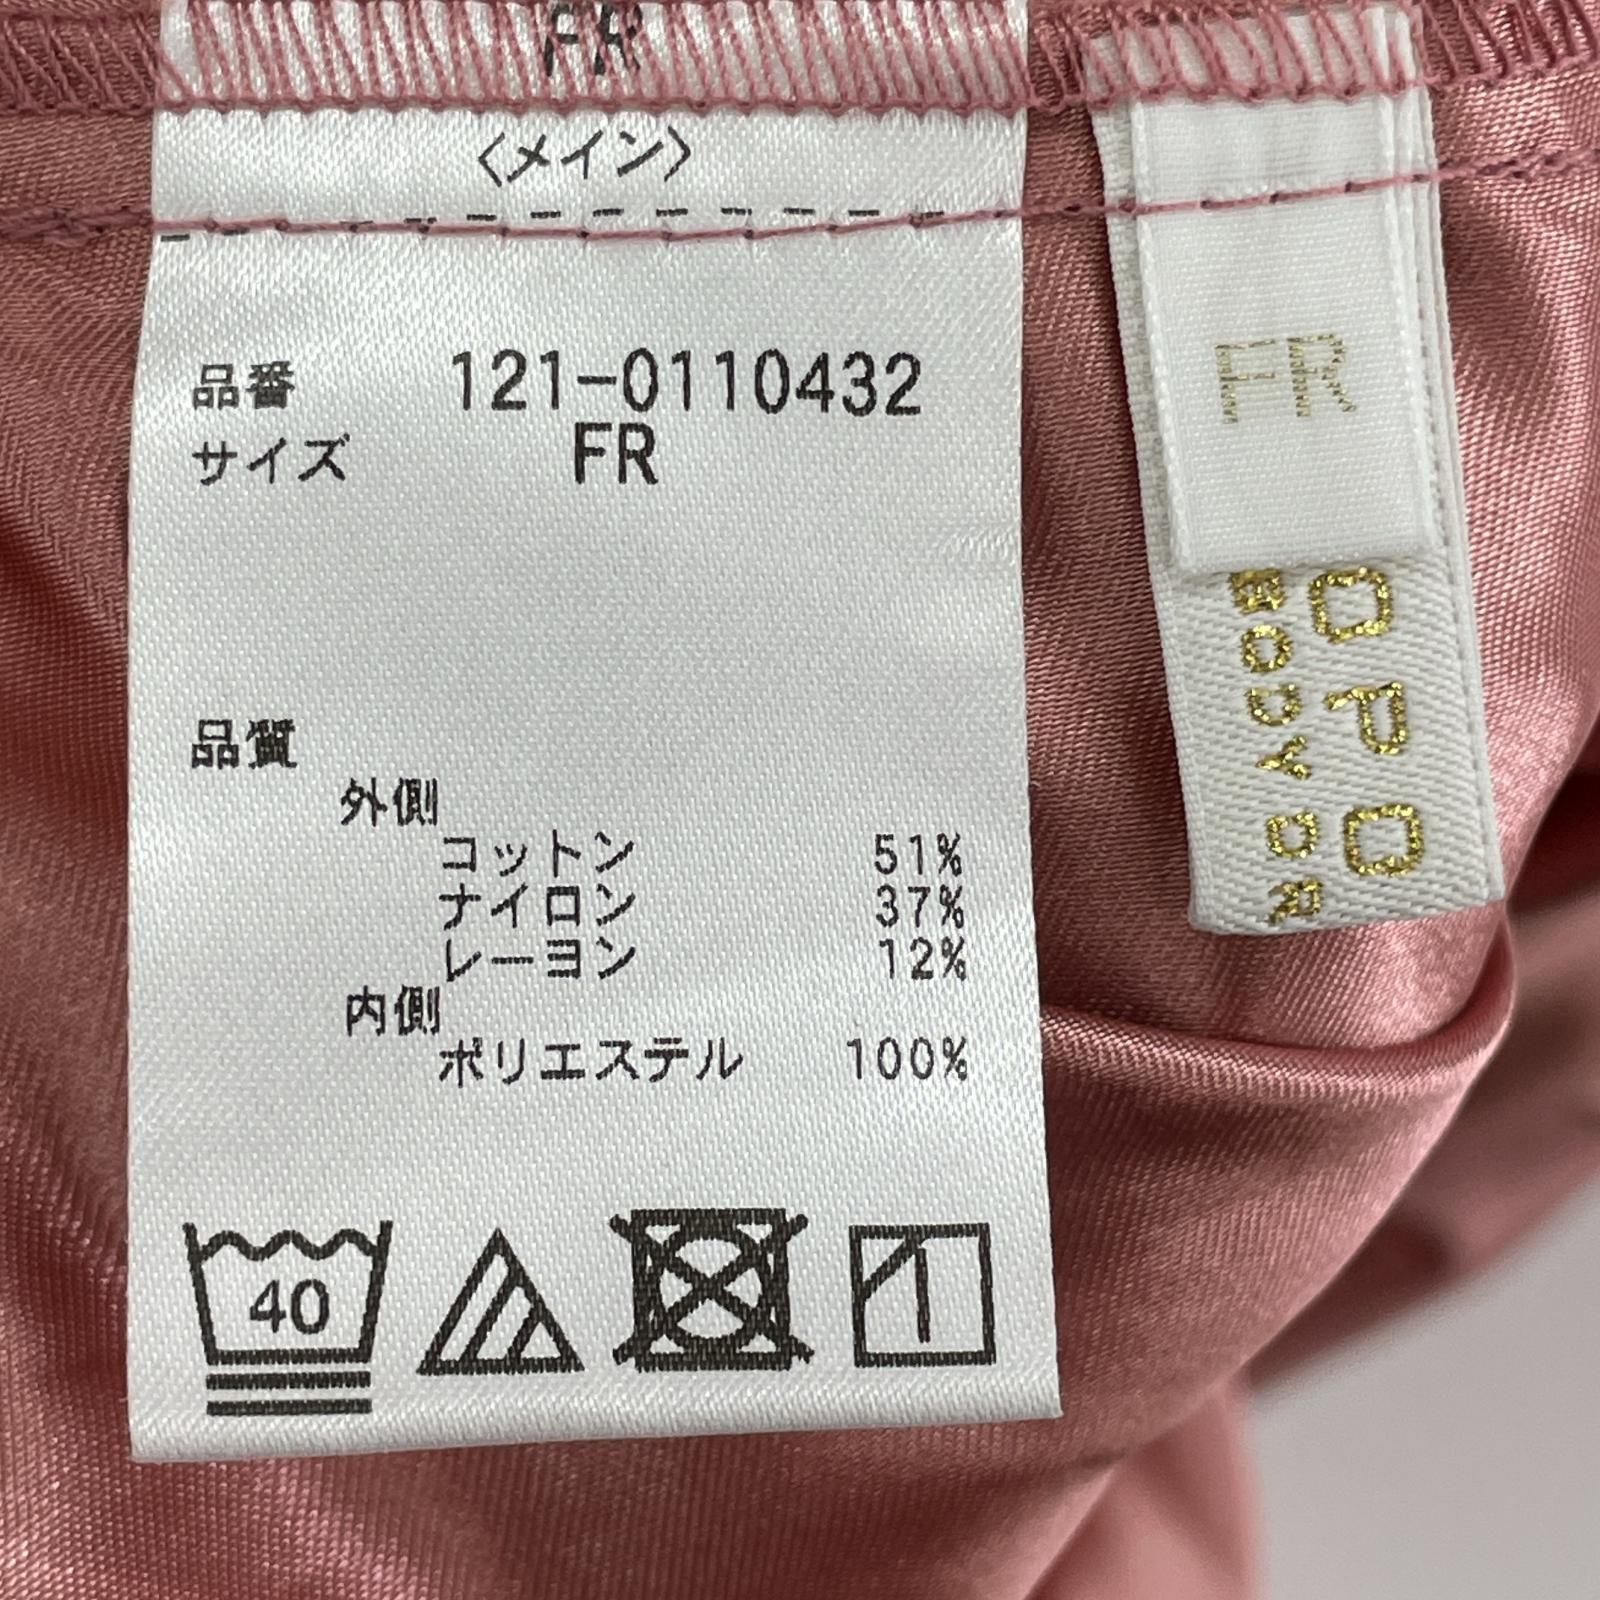 FR
〈メイン〉
品番 121-0110432
サイズ FR
品質
外側
コットン 51%
ナイロン 37%
レーヨン 12%
内側
ポリエステル 100%
40
OPO
BODY DR